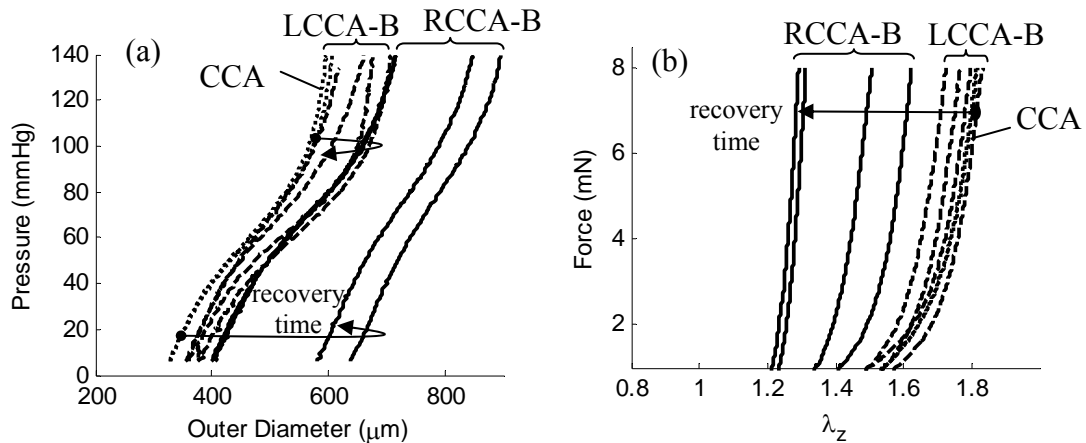 (a)
LCCA-B
RCCA-B
CCA
140
120
100
80
60
40
20
0
Pressure (mmHg)
recovery
time
200
400
600
800
Outer Diameter (μm)
(b)
RCCA-B
LCCA-B
8
6
4
2
Force (mN)
recovery
time
CCA
0.8
1
1.2
1.4
1.6
1.8
λz